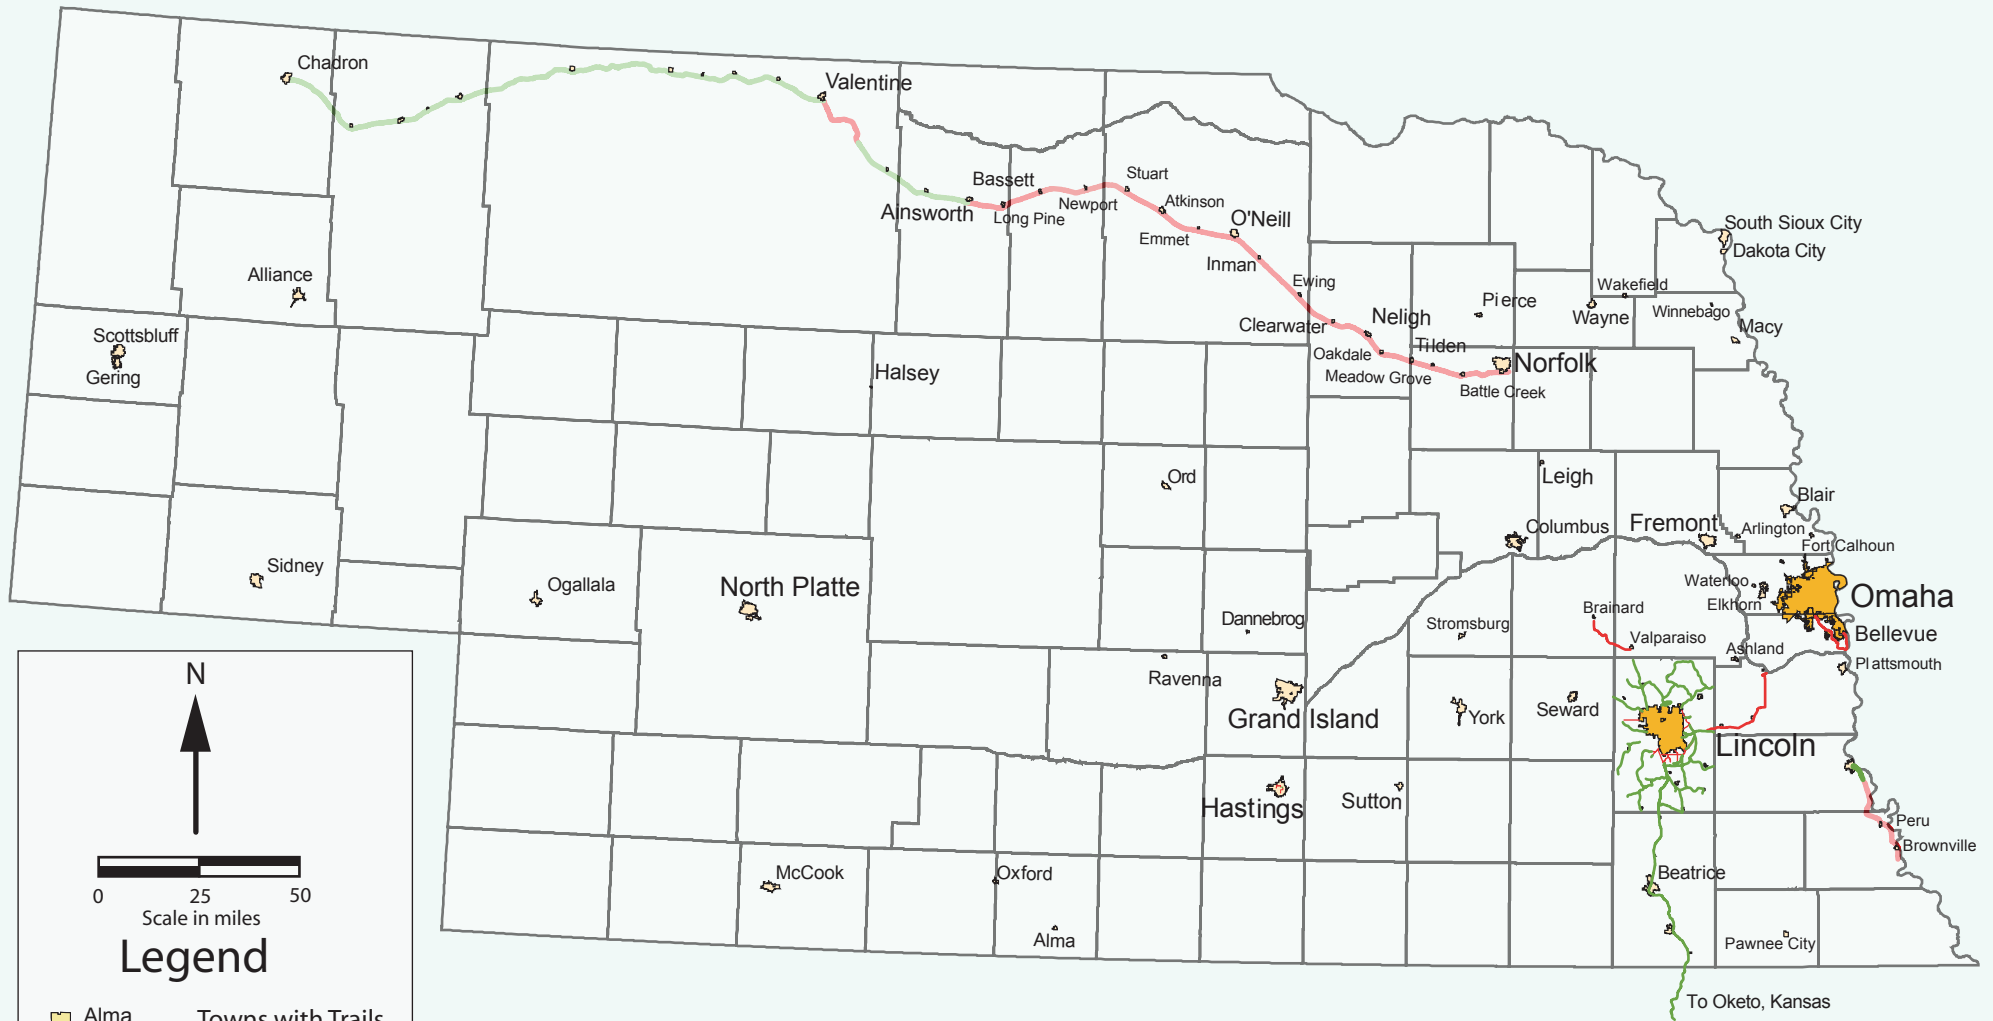 Chadron
Valentine
Bassett
Stuart
Ainsworth
Long Pine
Newport
Atkinson
O'Neill
Emmet
Inman
South Sioux City
Dakota City
Alliance
Ewing
Pierce
Wakefield
Wayne
Winnebago
Macy
Scottsbluff
Gering
Clearwater
Neligh
Tilden
Oakdale
Meadow Grove
Norfolk
Battle Creek
Halsey
Ord
Leigh
Blair
Columbus
Fremont
Arlington
Fort Calhoun
Sidney
Ogallala
North Platte
Waterloo
Elkhorn
Omaha
Dannebrog
Stromsburg
Brainard
Valparaiso
Bellevue
Ashland
Plattsmouth
Ravenna
Grand Island
York
Seward
Lincoln
Hastings
Sutton
Peru
Brownville
McCook
Oxford
Beatrice
Alma
Pawnee City
To Oketo, Kansas
N
0 25 50
Scale in miles
Legend
Alma Towns with Trails